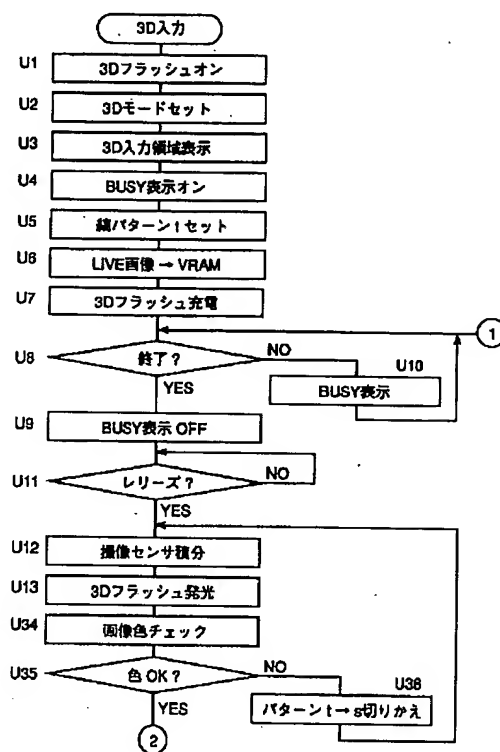 3D入力
U1 3Dフラッシュオン
U2 3Dモードセット
U3 3D入力領域表示
U4 BUSY表示オン
U5 縞パターンtセット
U6 LIVE画像→VRAM
U7 3Dフラッシュ充電
1
U8 終了? NO
U10
BUSY表示
YES
U9 BUSY表示 OFF
U11 レリーズ? NO
YES
U12 撮像センサ積分
U13 3Dフラッシュ発光
U34 画像色チェック
U35 色 OK? NO
U36
パターンt→s切りかえ
YES
2